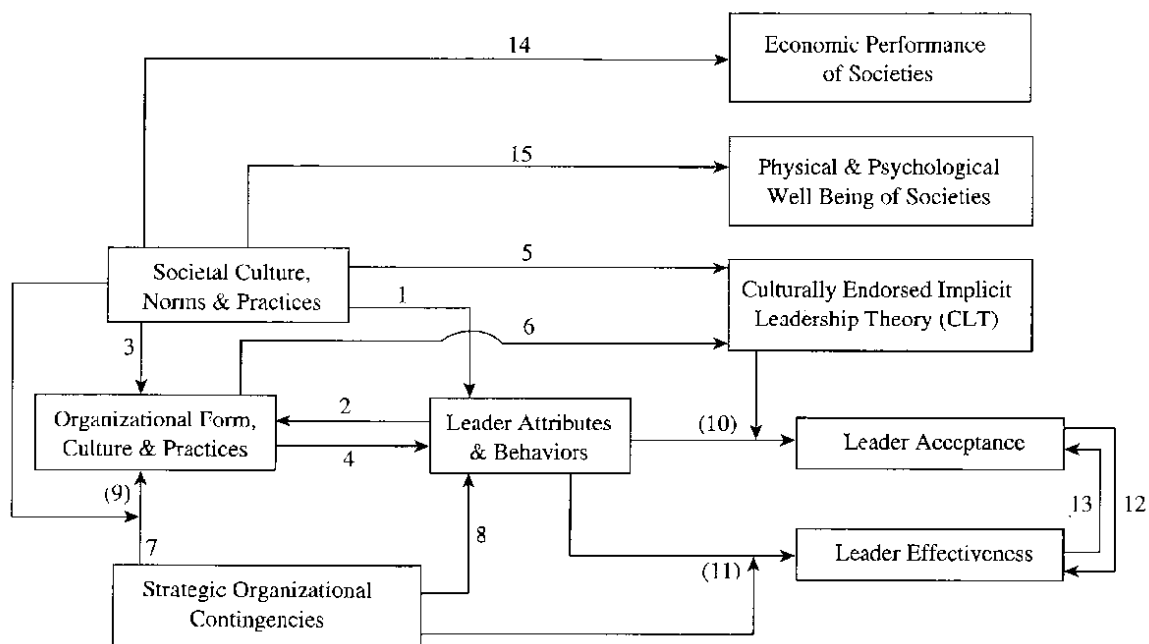 14
Economic Performance
of Societies
15
Physical & Psychological
Well Being of Societies
Societal Culture,
Norms & Practices
5
Culturally Endorsed Implicit
Leadership Theory (CLT)
1
6
3
Organizational Form,
Culture & Practices
2
4
Leader Attributes
& Behaviors
(10)
Leader Acceptance
(9)
7
8
13
12
(11)
Leader Effectiveness
Strategic Organizational
Contingencies